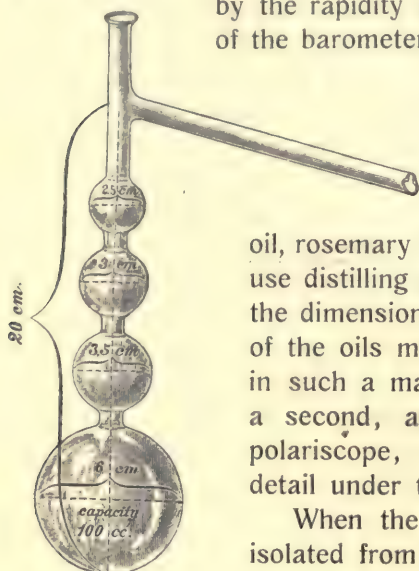 by the rapidity
of the barometer
2.5 cm
3 cm
3,5 cm
20 cm.
oil, rosemary
use distilling
the dimension
of the oils m
in such a ma
a second, a
polariscope,
detail under t
6 cm
capacity
100 cc.
When the
isolated from